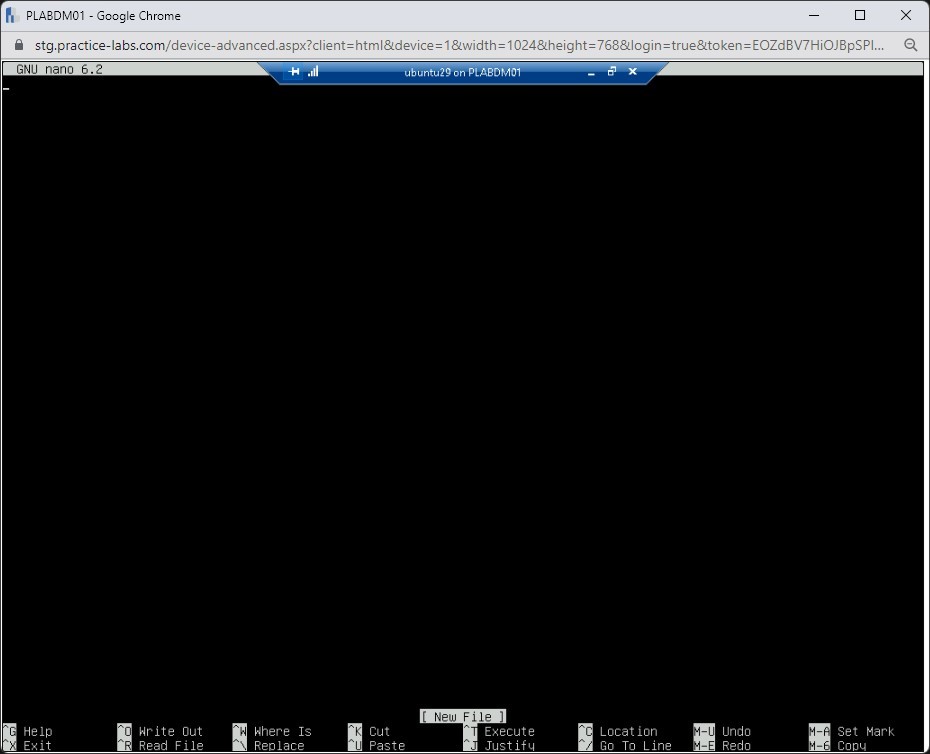 PLABDM01 - Google Chrome
stg.practice-labs.com/device-advanced.aspx?client=html&device=1&width=1024&height=768&login=true&token=EOZdBV7HiOJBpSPI...
GNU nano 6.2
ubuntu29 on PLABDM01
[ New File ]
^G Help ^O Write Out ^W Where Is ^K Cut ^T Execute ^C Location M-U Undo M-A Set Mark
^X Exit ^R Read File ^\ Replace ^U Paste ^J Justify ^/ Go To Line M-E Redo M-6 Copy